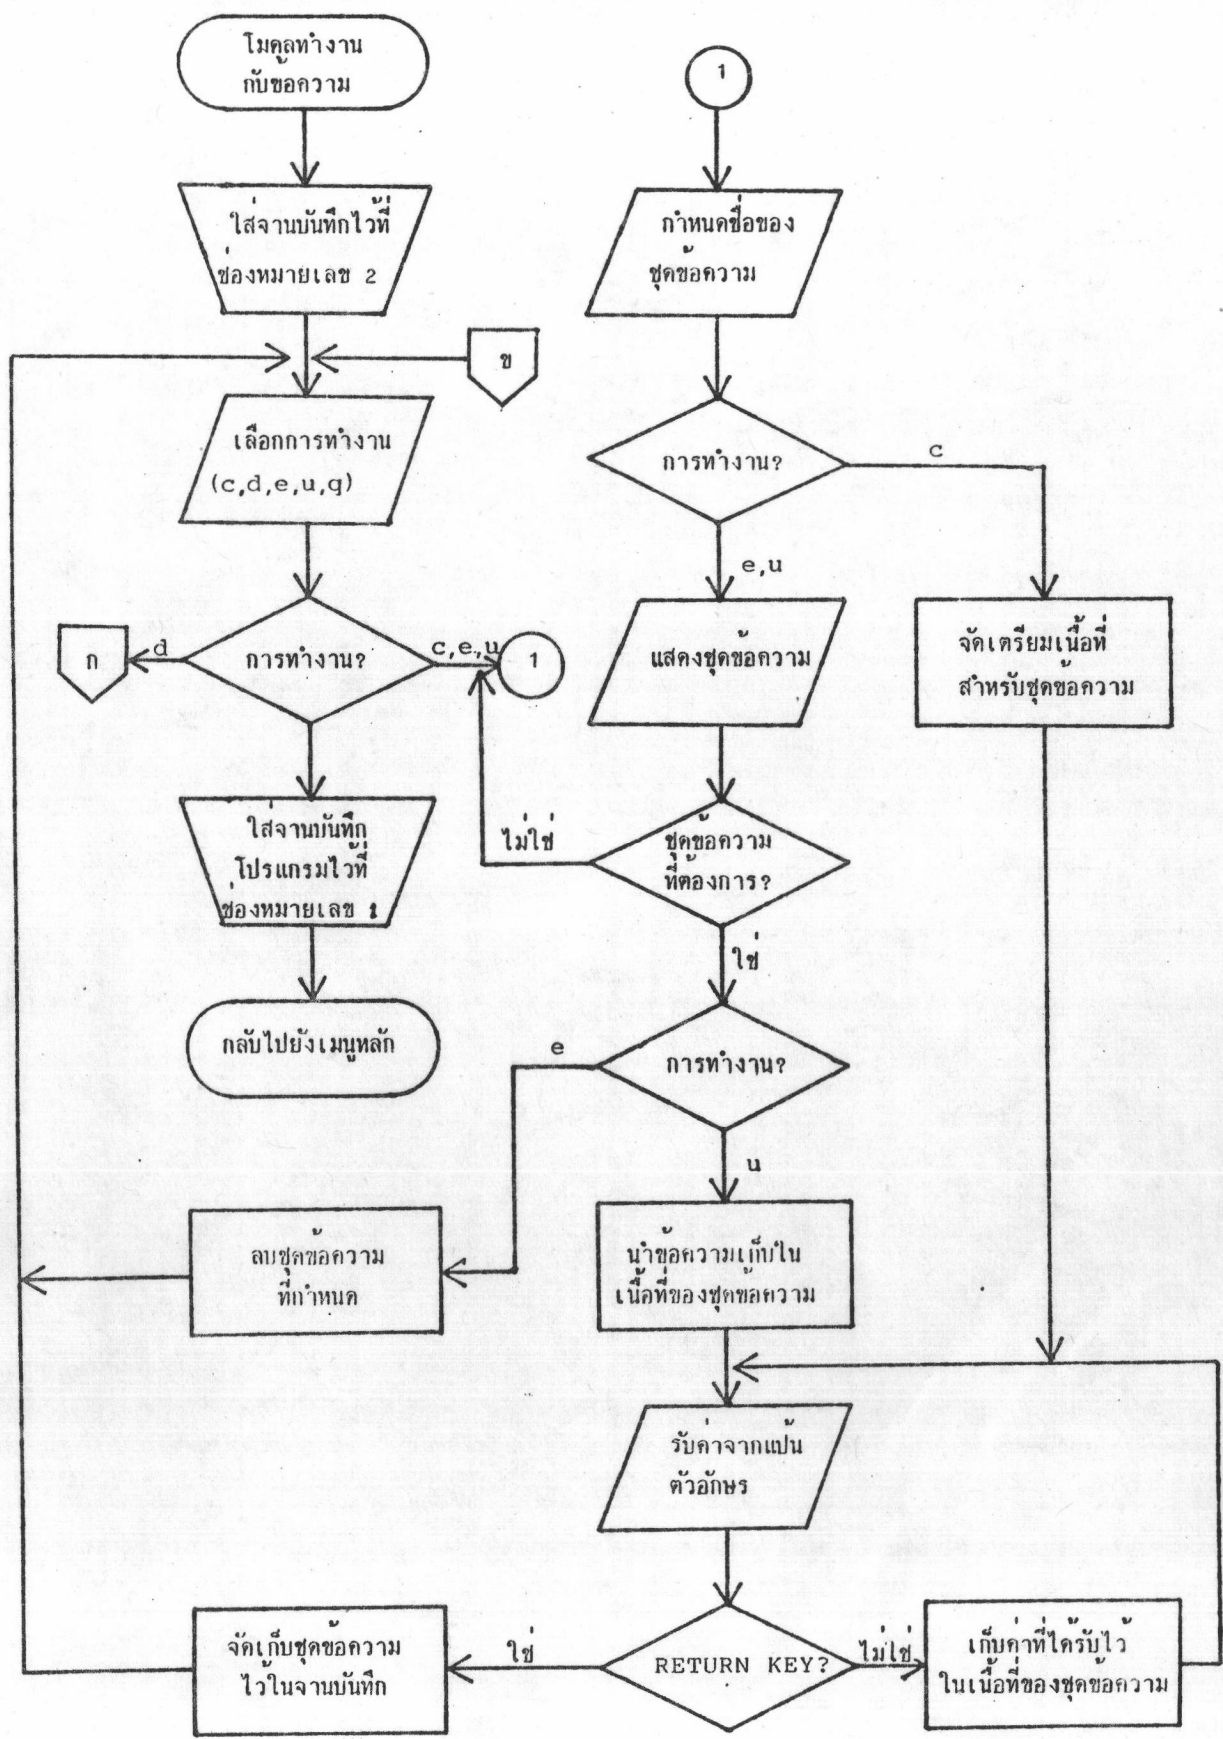 โมดูลทำงาน
กับข้อความ
ใส่จานบันทึกไว้ที่
ช่องหมายเลข 2
ข
เลือกการทำงาน
(c,d,e,u,q)
ก
d
การทำงาน?
c,e,u
1
ใส่จานบันทึก
โปรแกรมไว้ที่
ช่องหมายเลข 1
กลับไปยังเมนูหลัก
1
กำหนดชื่อของ
ชุดข้อความ
การทำงาน?
c
e,u
แสดงชุดข้อความ
จัดเตรียมเนื้อที่
สำหรับชุดข้อความ
ไม่ใช่
ชุดข้อความ
ที่ต้องการ?
ใช่
e
การทำงาน?
u
ลบชุดข้อความ
ที่กำหนด
นำข้อความเก็บใน
เนื้อที่ของชุดข้อความ
รับค่าจากแป้น
ตัวอักษร
จัดเก็บชุดข้อความ
ไว้ในจานบันทึก
ใช่
RETURN KEY?
ไม่ใช่
เก็บค่าที่ได้รับไว้
ในเนื้อที่ของชุดข้อความ